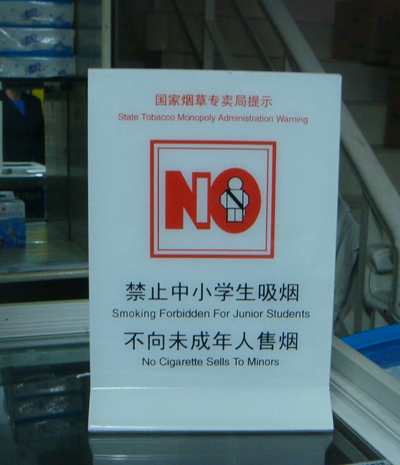 国家烟草专卖局提示
State Tobacco Monopoly Administration Warning
NO
禁止中小学生吸烟
Smoking Forbidden For Junior Students
不向未成年人售烟
No Cigarette Sells To Minors